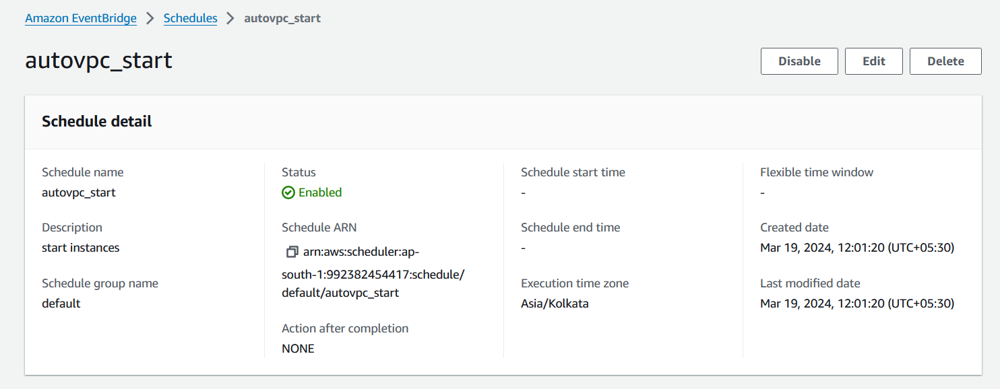 Amazon EventBridge > Schedules > autovpc_start
autovpc_start
Disable
Edit
Delete
Schedule detail
Schedule name
autovpc_start
Description
start instances
Schedule group name
default
Status
Enabled
Schedule ARN
arn:aws:scheduler:ap-
south-1:992382454417:schedule/
default/autovpc_start
Action after completion
NONE
Schedule start time
-
Schedule end time
-
Execution time zone
Asia/Kolkata
Flexible time window
-
Created date
Mar 19, 2024, 12:01:20 (UTC+05:30)
Last modified date
Mar 19, 2024, 12:01:20 (UTC+05:30)